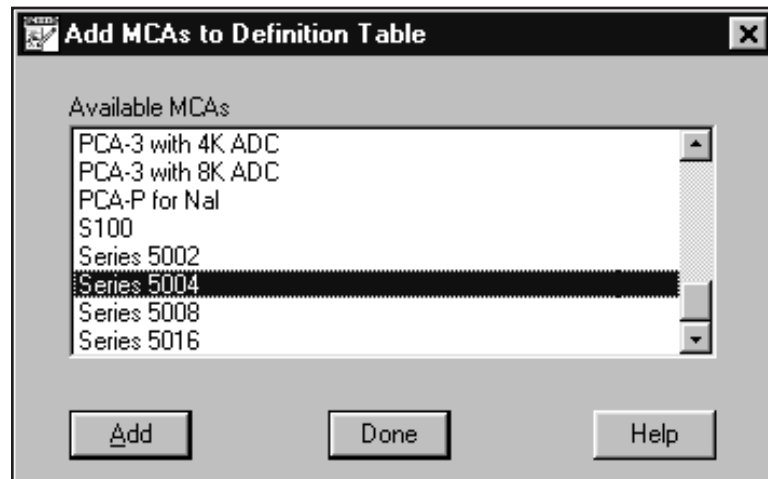 Add MCAs to Definition Table
Available MCAs
PCA-3 with 4K ADC
PCA-3 with 8K ADC
PCA-P for NaI
S100
Series 5002
Series 5004
Series 5008
Series 5016
Add
Done
Help